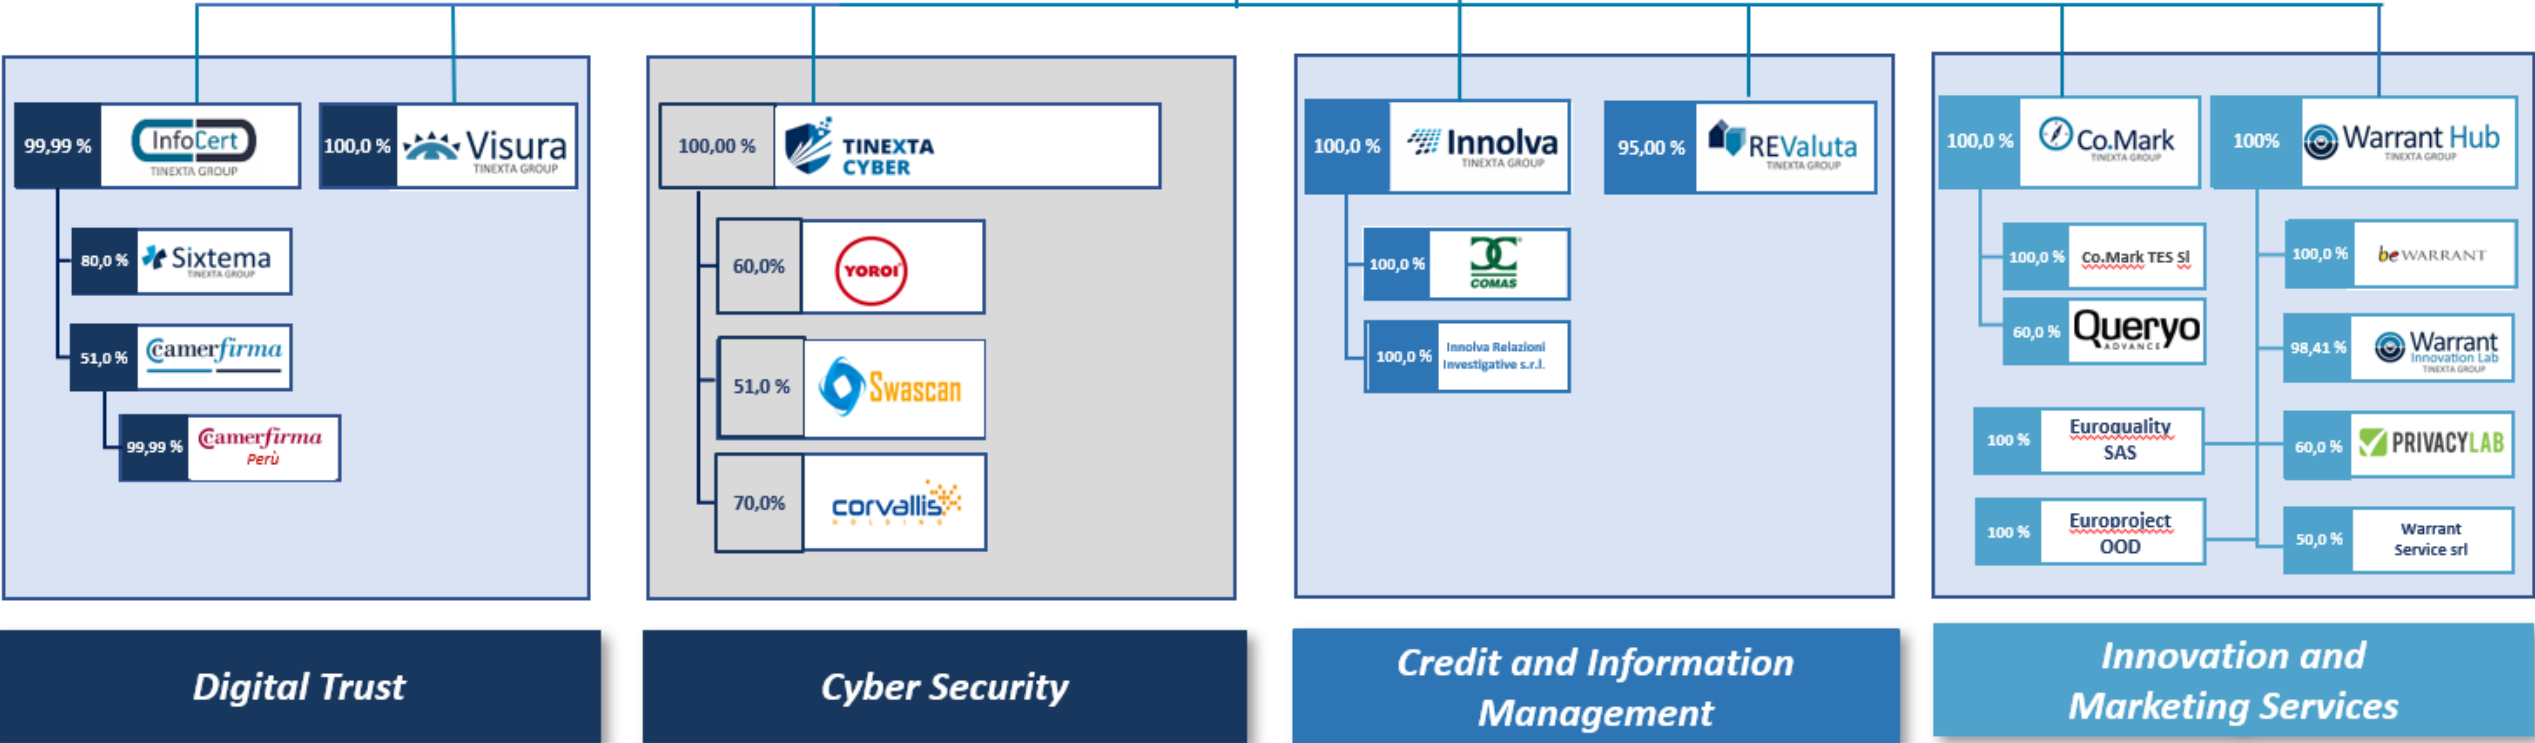 99,99 %
InfoCert
TINEXTA GROUP
100,0 %
Visura
TINEXTA GROUP
80,0 %
Sixtema
TINEXTA GROUP
51,0 %
Camerfirma
99,99 %
Camerfirma
Perù
Digital Trust
100,00 %
TINEXTA
CYBER
60,0%
YOROI
51,0 %
Swascan
70,0%
corvallis
HOLDING
Cyber Security
100,0 %
Innolva
TINEXTA GROUP
95,00 %
REValuta
TINEXTA GROUP
100,0 %
COMAS
100,0 %
Innolva Relazioni
Investigative s.r.l.
Credit and Information
Management
100,0 %
Co.Mark
TINEXTA GROUP
100%
Warrant Hub
TINEXTA GROUP
100,0 %
Co.Mark TES Sl
60,0 %
Queryo
ADVANCE
100 %
Euroquality
SAS
100 %
Europroject
OOD
100,0 %
beWARRANT
98,41 %
Warrant
Innovation Lab
TINEXTA GROUP
60,0 %
PRIVACYLAB
50,0 %
Warrant
Service srl
Innovation and
Marketing Services